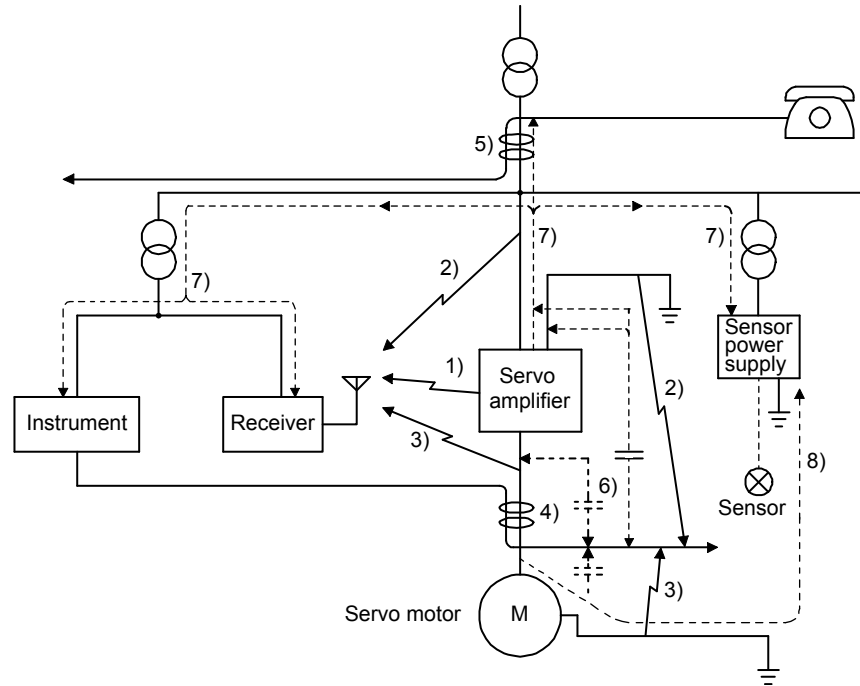 5)
7)
7)
2)
7)
Sensor
power
supply
1)
Servo
amplifier
2)
Instrument
Receiver
3)
8)
6)
Sensor
4)
3)
Servo motor
M